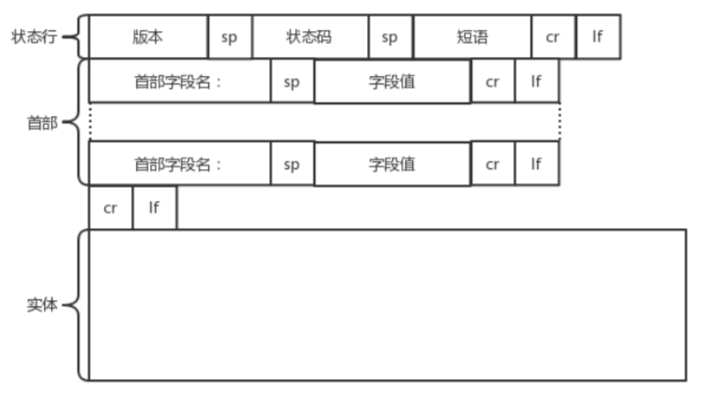 状态行 版本 sp 状态码 sp 短语 cr lf
首部字段名： sp 字段值 cr lf
首部
首部字段名： sp 字段值 cr lf
cr lf
实体